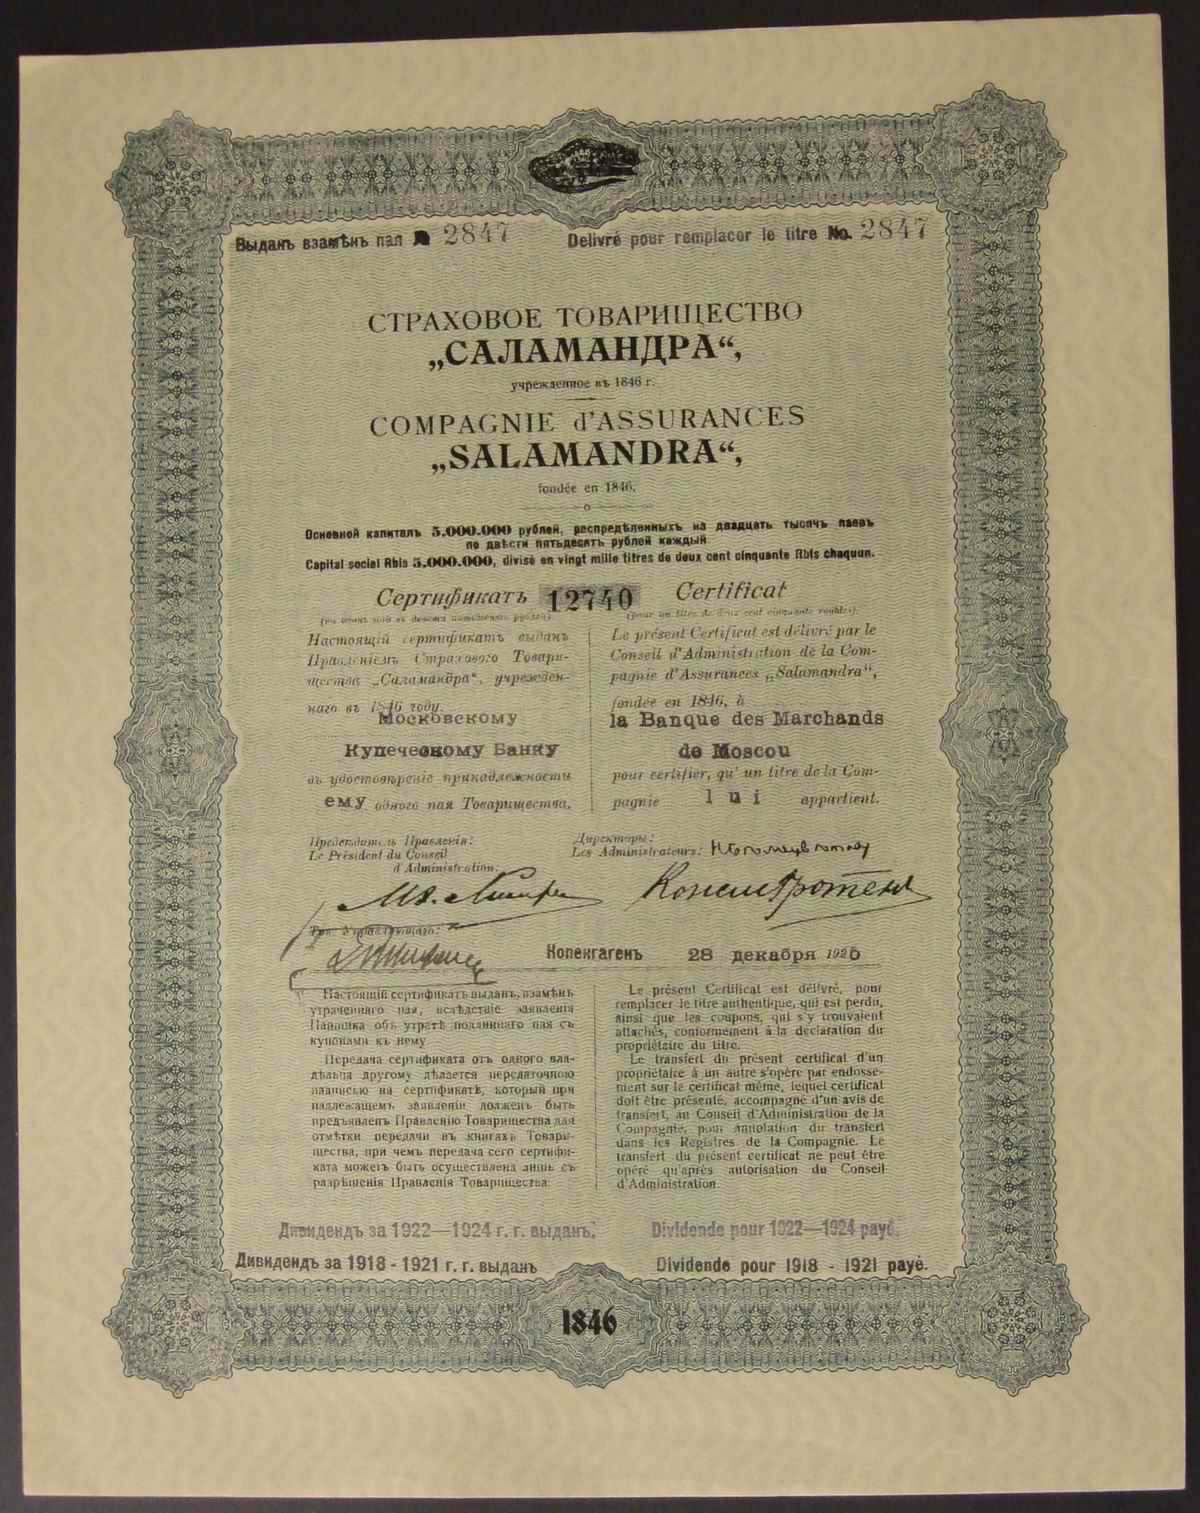 Выданъ взамѣнъ пая № 2847
Delivré pour remplacer le titre No. 2847
СТРАХОВОЕ ТОВАРИЩЕСТВО
„САЛАМАНДРА“,
учрежденное въ 1846 г.
COMPAGNIE d'ASSURANCES
„SALAMANDRA“,
fondée en 1846.
Основной капиталъ 5.000.000 рублей, распредѣленныхъ на двадцать тысячъ паевъ
по двѣсти пятьдесятъ рублей каждый
Capital social Rbls 5.000.000, divisé en vingt mille titres de deux cent cinquante Rbls chaquun.
Сертификатъ 12740 Certificat
(pour un titre de deux cent cinquante roubles).
Настоящій сертификатъ выданъ
Правленіемъ Страхового Товари-
щества „Саламандра“, учрежден-
наго въ 1846 году.
Московскому
Купеческому Банку
въ удостовѣреніе принадлежности
ему одного пая Товарищества.
Le présent Certificat est délivré par le
Conseil d'Administration de la Com-
pagnie d'Assurances „Salamandra“,
fondée en 1846, à
la Banque des Marchands
de Moscou
pour certifier, qu' un titre de la Com-
pagnie lui appartient.
Предсѣдатель Правленія:
Le Président du Conseil
d'Administration:
Директоры:
Les Administrateurs:
Копенгагенъ 28 декабря 1926
Настоящій сертификатъ выданъ, взамѣнъ
утраченнаго пая, вслѣдствіе заявленія
Пайщика объ утратѣ подлиннаго пая съ
купонами къ нему
Передача сертификата отъ одного вла-
дѣльца другому дѣлается передаточною
надписью на сертификатѣ, который при
надлежащемъ заявленіи долженъ быть
предъявленъ Правленію Товарищества для
отмѣтки передачи въ книгахъ Товари-
щества, при чемъ передача сего сертифи-
ката можетъ быть осуществлена лишь съ
разрѣшенія Правленія Товарищества.
Le présent Certificat est délivré, pour
remplacer le titre authentique, qui est perdu,
ainsi que les coupons, qui s'y trouvaient
attachés, conformément à la déclaration du
propriétaire du titre.
Le transfert du présent certificat d'un
propriétaire à un autre s'opère par endosse-
ment sur le certificat même, lequel certificat
doit être présenté, accompagné d'un avis de
transfert, au Conseil d'Administration de la
Compagnie, pour annotation du transfert
dans les Registres de la Compagnie. Le
transfert du présent certificat ne peut être
opéré qu'après autorisation du Conseil
d'Administration.
Дивидендъ за 1922—1924 г. г. выданъ.
Dividende pour 1922—1924 payé.
Дивидендъ за 1918 - 1921 г. г. выданъ
Dividende pour 1918 - 1921 payé.
1846